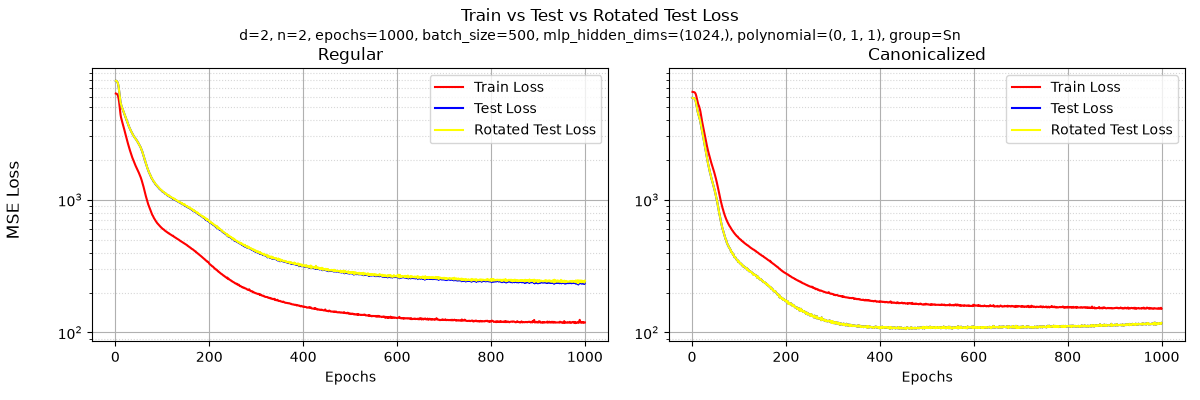 Train vs Test vs Rotated Test Loss
d=2, n=2, epochs=1000, batch_size=500, mlp_hidden_dims=(1024,), polynomial=(0, 1, 1), group=Sn
Regular
Canonicalized
MSE Loss
Train Loss
Test Loss
Rotated Test Loss
10³
10²
0 200 400 600 800 1000
Epochs
Train Loss
Test Loss
Rotated Test Loss
10³
10²
0 200 400 600 800 1000
Epochs